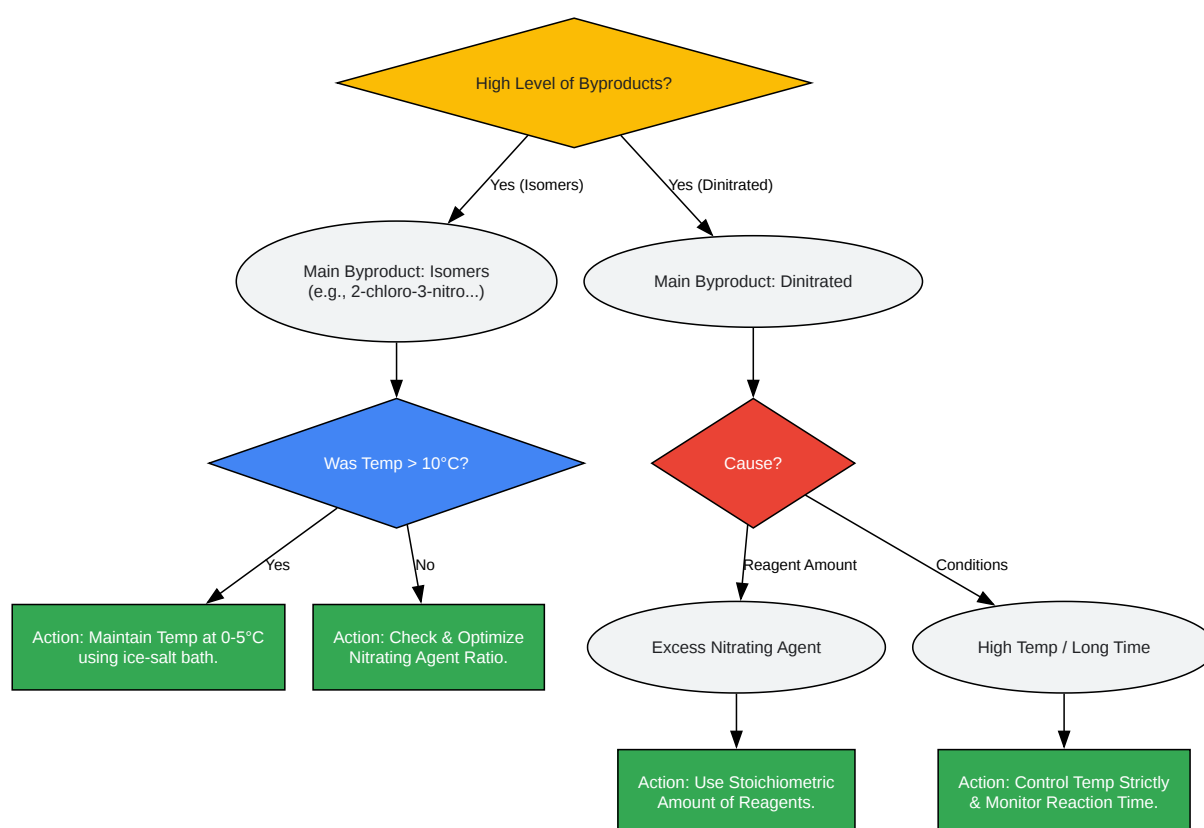 High Level of Byproducts?
Yes (Isomers)
Yes (Dinitrated)
Main Byproduct: Isomers
(e.g., 2-chloro-3-nitro...)
Main Byproduct: Dinitrated
Was Temp > 10°C?
Cause?
Yes
No
Reagent Amount
Conditions
Action: Maintain Temp at 0-5°C
using ice-salt bath.
Action: Check & Optimize
Nitrating Agent Ratio.
Excess Nitrating Agent
High Temp / Long Time
Action: Use Stoichiometric
Amount of Reagents.
Action: Control Temp Strictly
& Monitor Reaction Time.